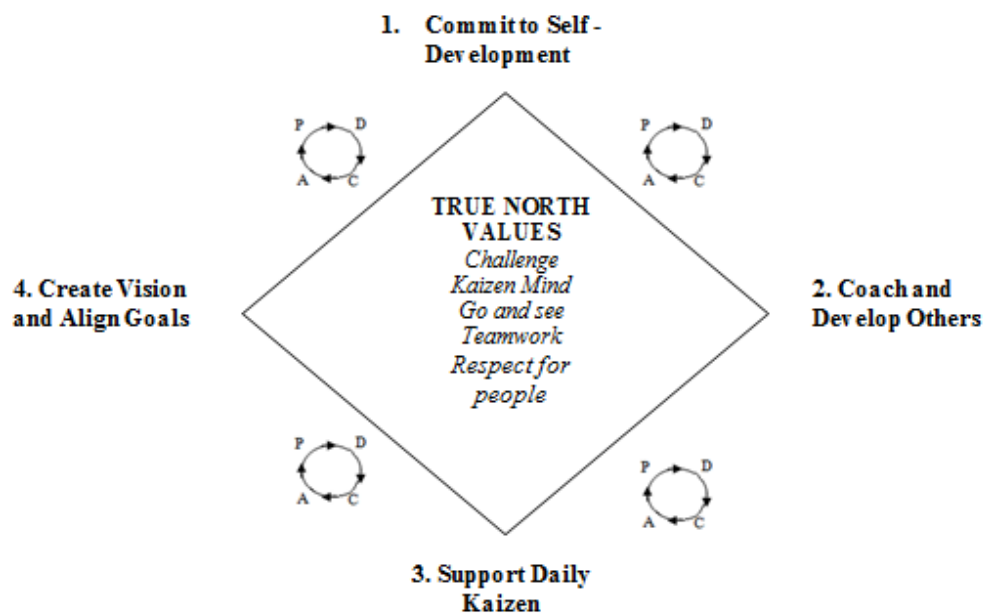 1. Commit to Self -
Development
P D
A C
P D
A C
TRUE NORTH
VALUES
Challenge
Kaizen Mind
Go and see
Teamwork
Respect for
people
4. Create Vision
and Align Goals
2. Coach and
Develop Others
P D
A C
P D
A C
3. Support Daily
Kaizen